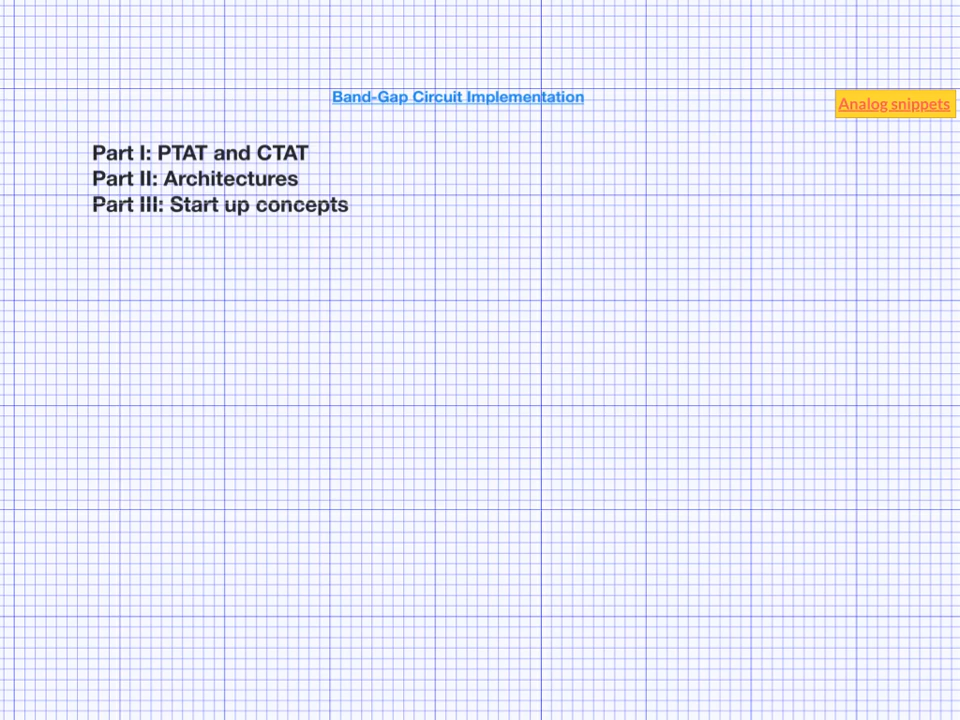 Band-Gap Circuit Implementation
Analog snippets
Part I: PTAT and CTAT
Part II: Architectures
Part III: Start up concepts